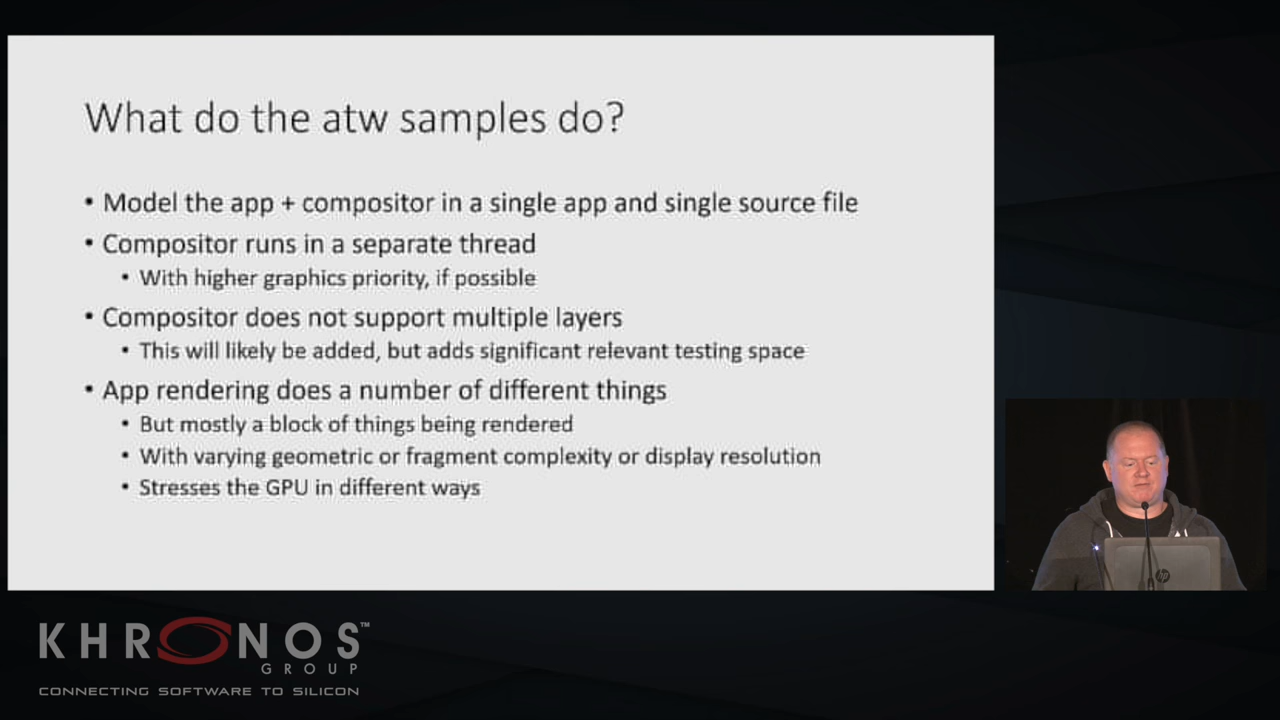 What do the atw samples do?
• Model the app + compositor in a single app and single source file
• Compositor runs in a separate thread
• With higher graphics priority, if possible
• Compositor does not support multiple layers
• This will likely be added, but adds significant relevant testing space
• App rendering does a number of different things
• But mostly a block of things being rendered
• With varying geometric or fragment complexity or display resolution
• Stresses the GPU in different ways
hp
KHRONOS™
GROUP
CONNECTING SOFTWARE TO SILICON